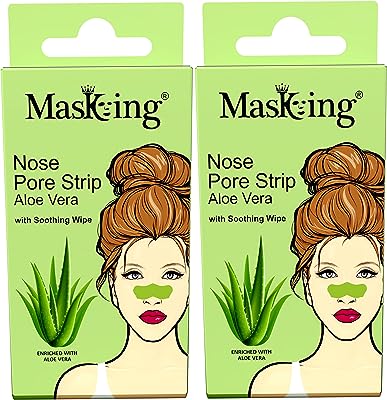 MasKing®
Nose
Pore Strip
Aloe Vera
with Soothing Wipe
ENRICHED WITH
ALOE VERA
MasKing®
Nose
Pore Strip
Aloe Vera
with Soothing Wipe
ENRICHED WITH
ALOE VERA